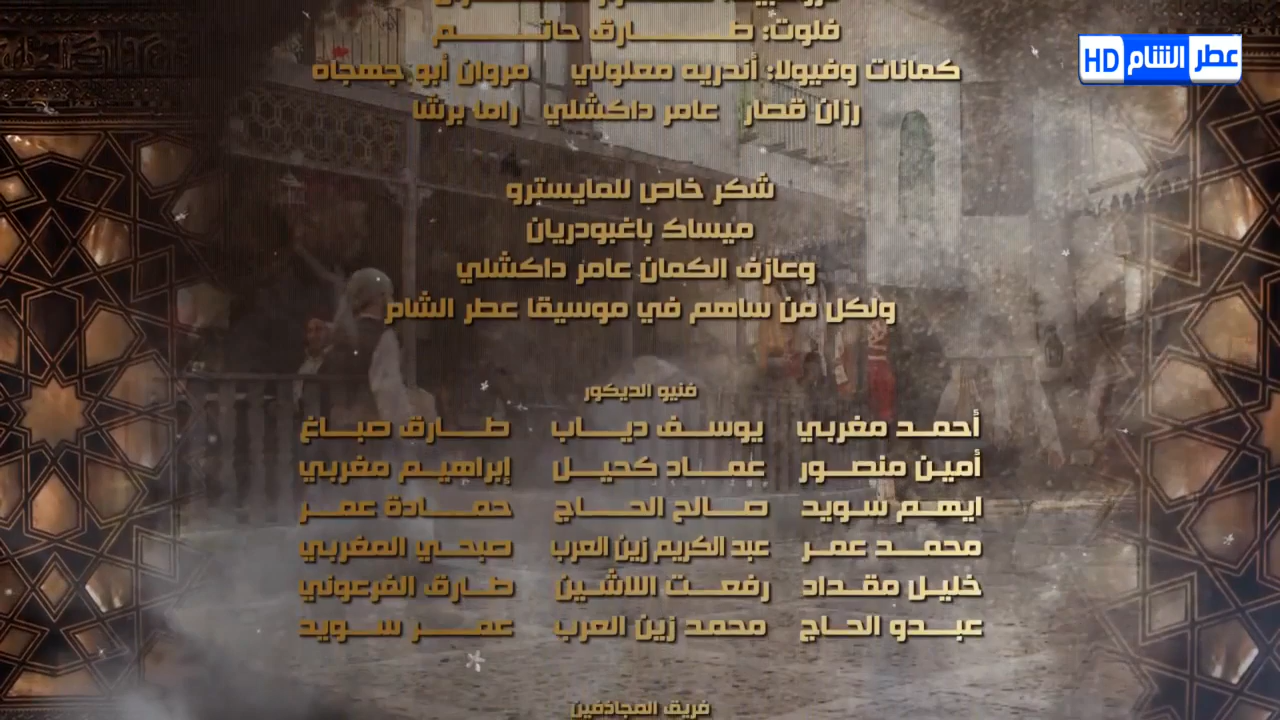 فلوت: طارق حاتم
كمانات وفيولا: أندريه معلولي مروان أبو جهجاه
رزان قصار عامر داكشلي راما برشا
شكر خاص للمايسترو
ميساك باغبودريان
وعازف الكمان عامر داكشلي
ولكل من ساهم في موسيقا عطر الشام
فنيو الديكور
أحمد مغربي يوسف دياب طارق صباغ
أمين منصور عماد كحيل إبراهيم مغربي
ايهم سويد صالح الحاج حمادة عمر
محمد عمر عبد الكريم زين العرب صبحي المغربي
خليل مقداد رفعت اللاشين طارق الفرعوني
عبدو الحاج محمد زين العرب عمر سويد
فريق المجاذفين
عطر الشام HD